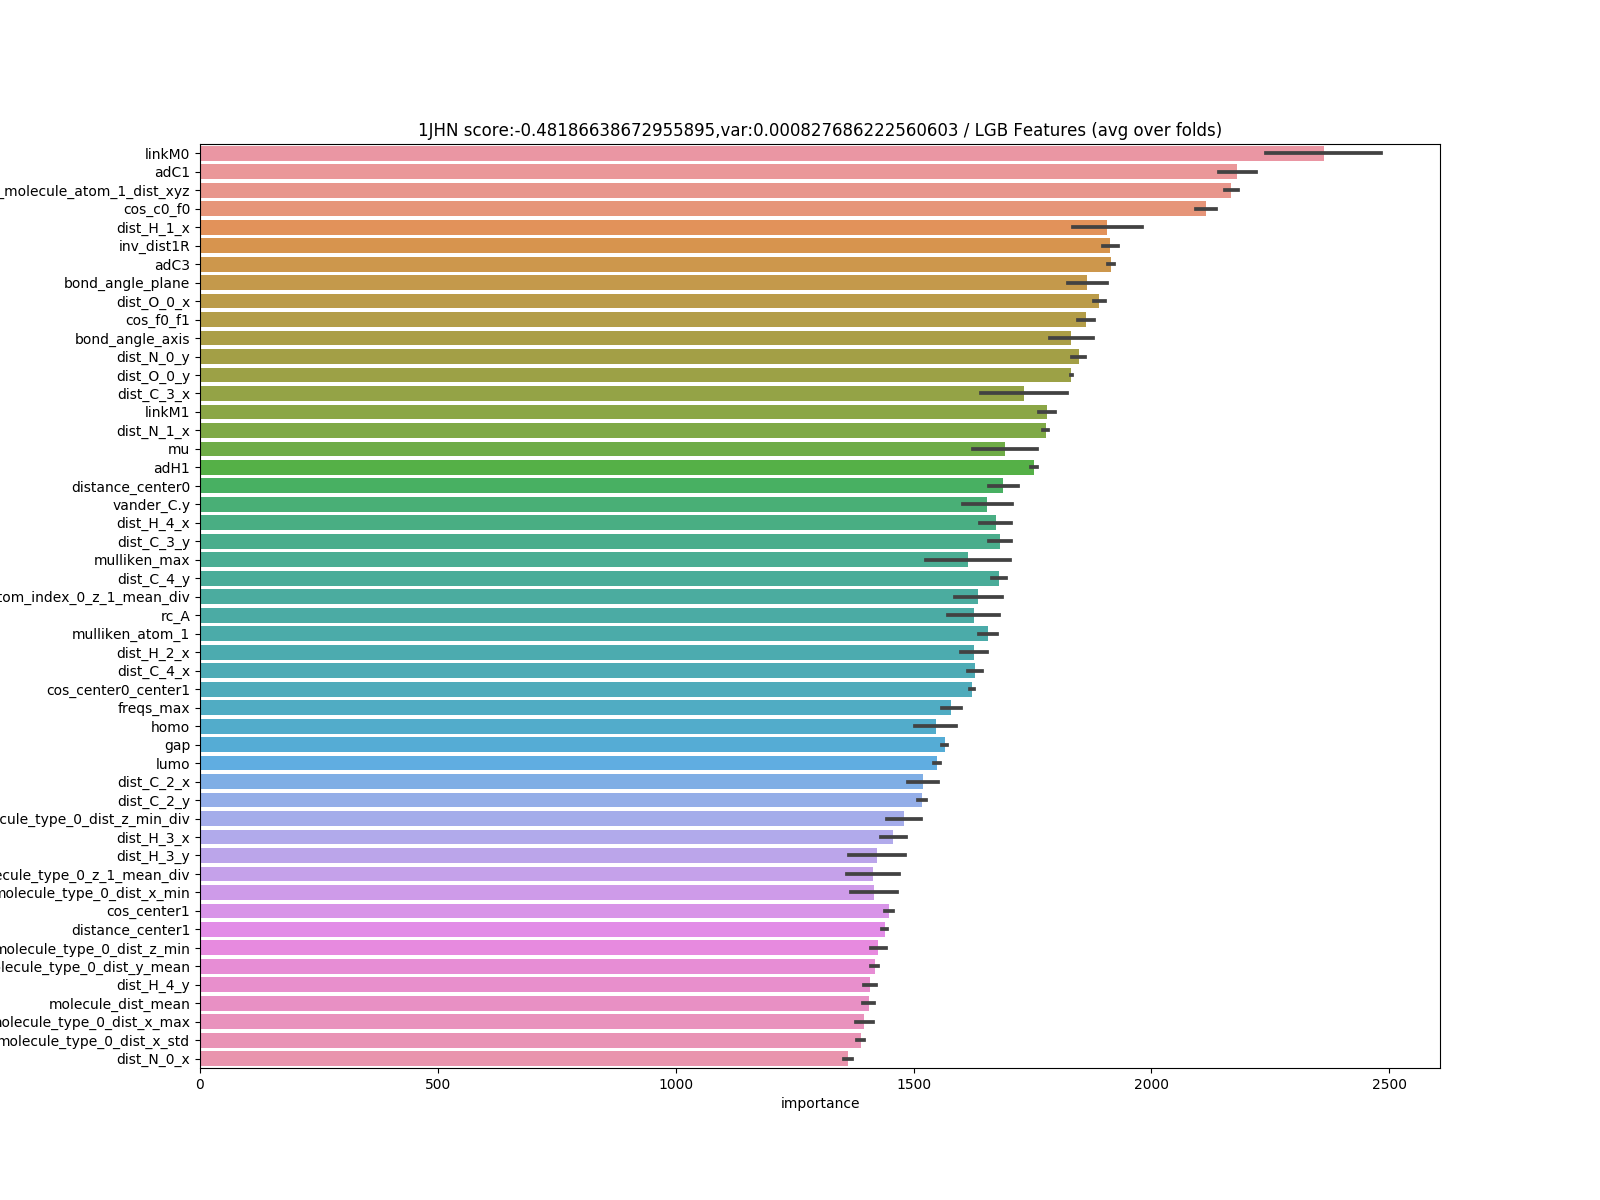 1JHN score:-0.48186638672955895,var:0.000827686222560603 / LGB Features (avg over folds)
linkM0
adC1
_molecule_atom_1_dist_xyz
cos_c0_f0
dist_H_1_x
inv_dist1R
adC3
bond_angle_plane
dist_O_0_x
cos_f0_f1
bond_angle_axis
dist_N_0_y
dist_O_0_y
dist_C_3_x
linkM1
dist_N_1_x
mu
adH1
distance_center0
vander_C.y
dist_H_4_x
dist_C_3_y
mulliken_max
dist_C_4_y
tom_index_0_z_1_mean_div
rc_A
mulliken_atom_1
dist_H_2_x
dist_C_4_x
cos_center0_center1
freqs_max
homo
gap
lumo
dist_C_2_x
dist_C_2_y
cule_type_0_dist_z_min_div
dist_H_3_x
dist_H_3_y
ecule_type_0_z_1_mean_div
molecule_type_0_dist_x_min
cos_center1
distance_center1
molecule_type_0_dist_z_min
lecule_type_0_dist_y_mean
dist_H_4_y
molecule_dist_mean
nolecule_type_0_dist_x_max
molecule_type_0_dist_x_std
dist_N_0_x
0 500 1000 1500 2000 2500
importance